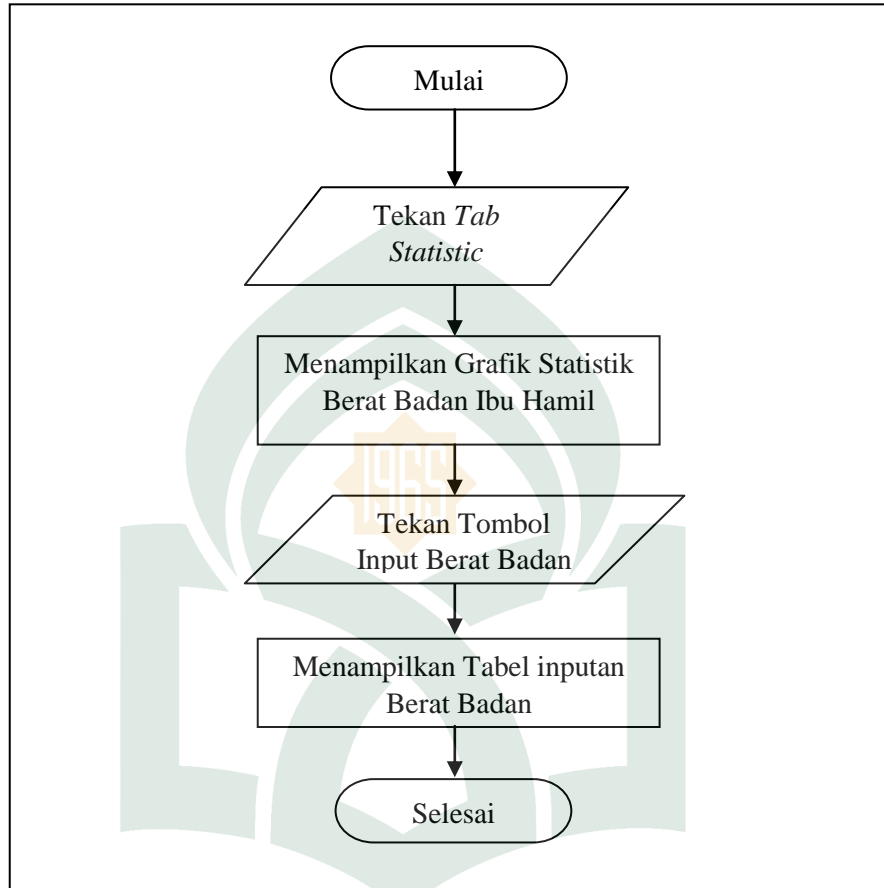 Mulai
Tekan Tab
Statistic
Menampilkan Grafik Statistik
Berat Badan Ibu Hamil
1965
Tekan Tombol
Input Berat Badan
Menampilkan Tabel inputan
Berat Badan
Selesai